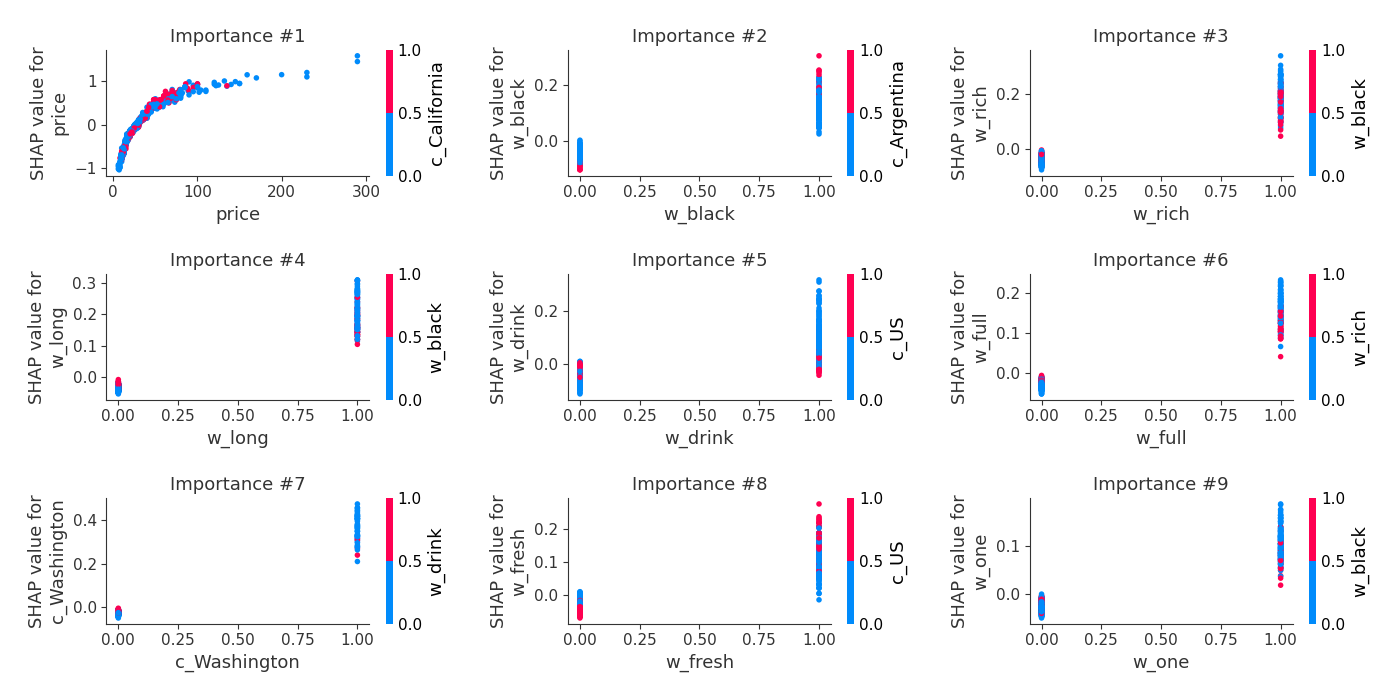 Importance #1
SHAP value for
price
1
0
−1
0
100
200
300
price
1.0
0.5
0.0
c_California
Importance #2
SHAP value for
w_black
0.2
0.0
0.00
0.25
0.50
0.75
1.00
w_black
1.0
0.5
0.0
c_Argentina
Importance #3
SHAP value for
w_rich
0.2
0.0
0.00
0.25
0.50
0.75
1.00
w_rich
1.0
0.5
0.0
w_black
Importance #4
SHAP value for
w_long
0.3
0.2
0.1
0.0
0.00
0.25
0.50
0.75
1.00
w_long
1.0
0.5
0.0
w_black
Importance #5
SHAP value for
w_drink
0.2
0.0
0.00
0.25
0.50
0.75
1.00
w_drink
1.0
0.5
0.0
c_US
Importance #6
SHAP value for
w_full
0.2
0.1
0.0
0.00
0.25
0.50
0.75
1.00
w_full
1.0
0.5
0.0
w_rich
Importance #7
SHAP value for
c_Washington
0.4
0.2
0.0
0.00
0.25
0.50
0.75
1.00
c_Washington
1.0
0.5
0.0
w_drink
Importance #8
SHAP value for
w_fresh
0.2
0.1
0.0
0.00
0.25
0.50
0.75
1.00
w_fresh
1.0
0.5
0.0
c_US
Importance #9
SHAP value for
w_one
0.1
0.0
0.00
0.25
0.50
0.75
1.00
w_one
1.0
0.5
0.0
w_black